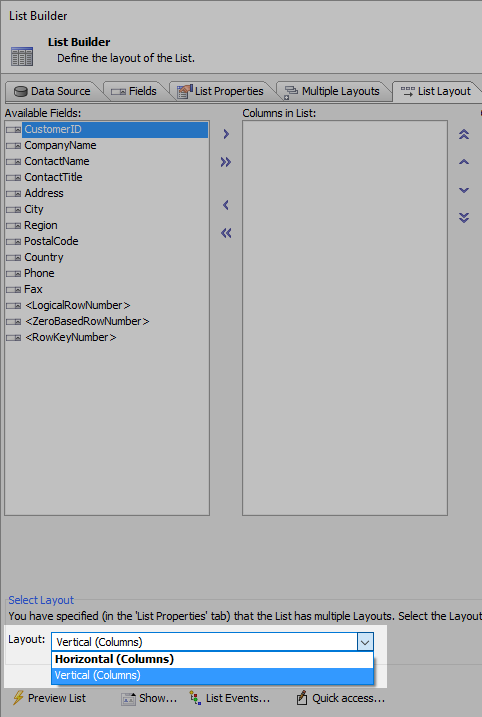 List Builder
List Builder
Define the layout of the List.
Data Source
Fields
List Properties
Multiple Layouts
List Layout
Available Fields:
Columns in List:
CustomerID
CompanyName
ContactName
ContactTitle
Address
City
Region
PostalCode
Country
Phone
Fax
<LogicalRowNumber>
<ZeroBasedRowNumber>
<RowKeyNumber>
Select Layout
You have specified (in the 'List Properties' tab) that the List has multiple Layouts. Select the Layout
Layout: Vertical (Columns)
Horizontal (Columns)
Vertical (Columns)
Preview List
Show...
List Events...
Quick access...